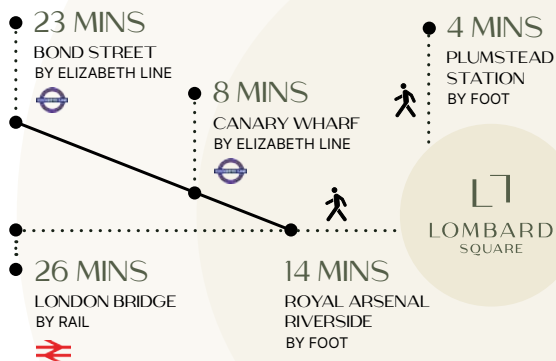 23 MINS
BOND STREET
BY ELIZABETH LINE
8 MINS
CANARY WHARF
BY ELIZABETH LINE
4 MINS
PLUMSTEAD
STATION
BY FOOT
LOMBARD
SQUARE
26 MINS
LONDON BRIDGE
BY RAIL
14 MINS
ROYAL ARSENAL
RIVERSIDE
BY FOOT